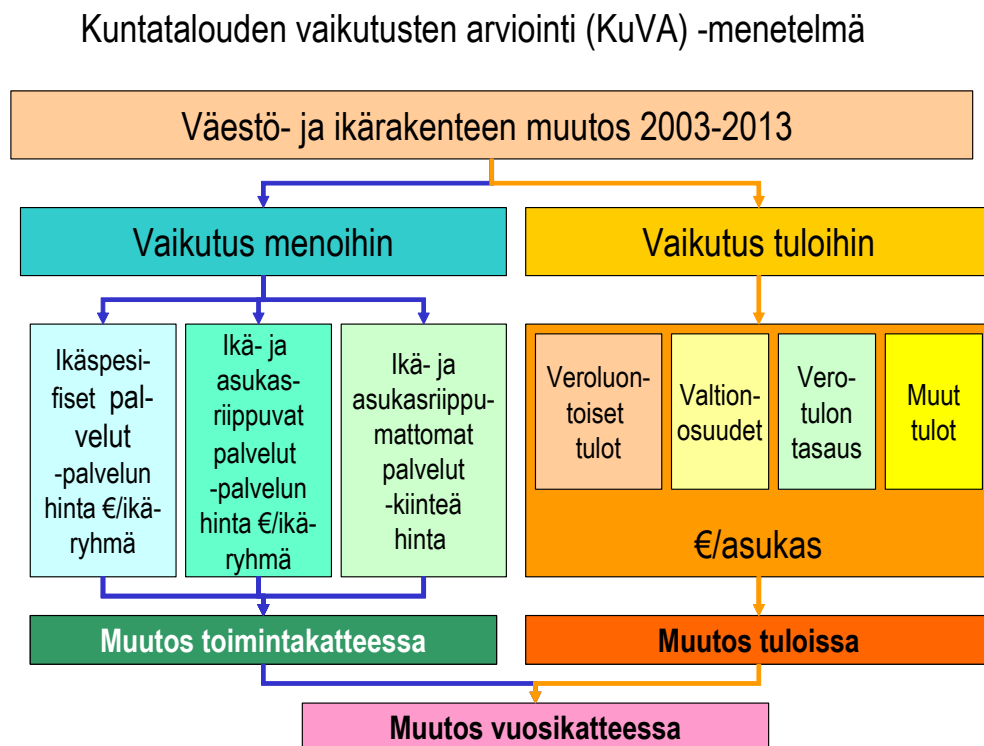 Kuntatalouden vaikutusten arviointi (KuVA) -menetelmä
Väestö- ja ikärakenteen muutos 2003-2013
Vaikutus menoihin
Vaikutus tuloihin
Ikäspesi-
fiset pal-
velut
-palvelun
hinta €/ikä-
ryhmä
Ikä- ja
asukas-
riippuvat
palvelut
-palvelun
hinta €/ikä-
ryhmä
Ikä- ja
asukasriippu-
mattomat
palvelut
-kiinteä
hinta
Veroluon-
toiset
tulot
Valtion-
osuudet
Vero-
tulon
tasaus
Muut
tulot
€/asukas
Muutos toimintakatteessa
Muutos tuloissa
Muutos vuosikatteessa